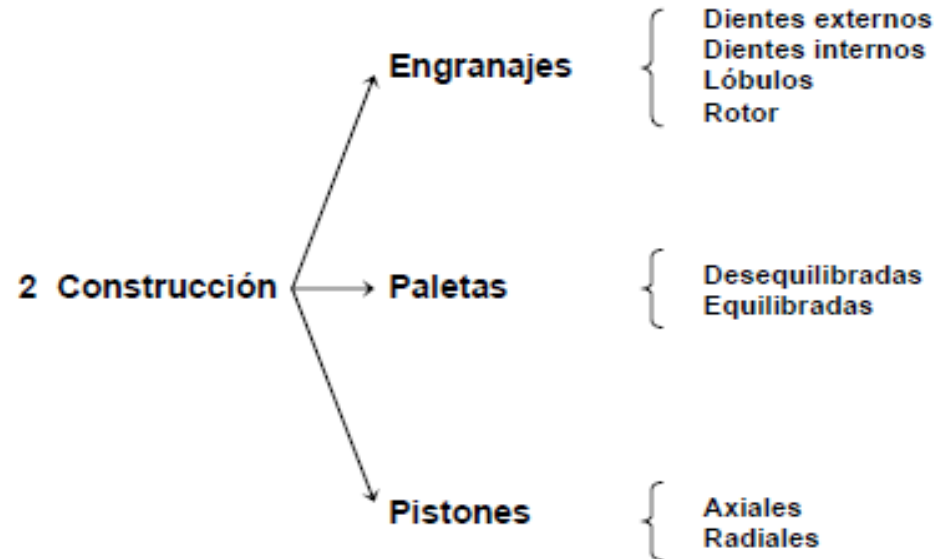 2 Construcción
Engranajes
Dientes externos
Dientes internos
Lóbulos
Rotor
Paletas
Desequilibradas
Equilibradas
Pistones
Axiales
Radiales